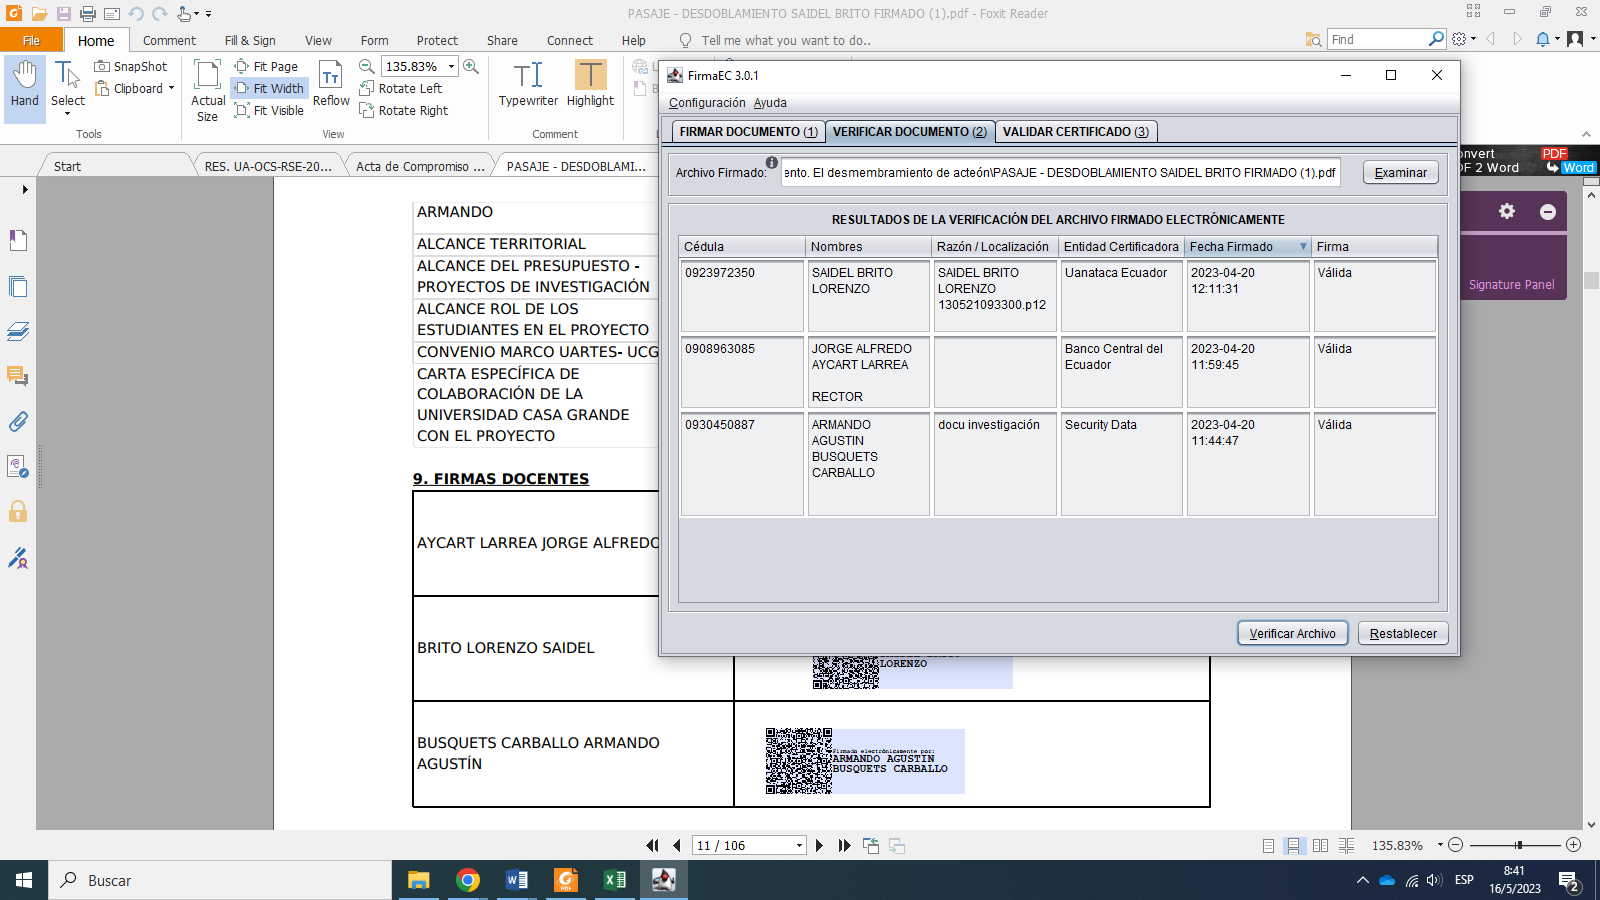 PASAJE - DESDOBLAMIENTO SAIDEL BRITO FIRMADO (1).pdf - Foxit Reader
File
Home
Comment
Fill & Sign
View
Form
Protect
Share
Connect
Help
Tell me what you want to do..
Find
Hand
Select
SnapShot
Clipboard
Tools
Actual
Size
Fit Page
Fit Width
Fit Visible
Reflow
135.83%
Rotate Left
Rotate Right
View
Typewriter
Highlight
Comment
Start
RES. UA-OCS-RSE-20...
Acta de Compromiso ...
PASAJE - DESDOBLAMI...
onvert
DF 2 Word
PDF
Word
Signature Panel
ARMANDO
ALCANCE TERRITORIAL
ALCANCE DEL PRESUPUESTO -
PROYECTOS DE INVESTIGACIÓN
ALCANCE ROL DE LOS
ESTUDIANTES EN EL PROYECTO
CONVENIO MARCO UARTES- UCG
CARTA ESPECÍFICA DE
COLABORACIÓN DE LA
UNIVERSIDAD CASA GRANDE
CON EL PROYECTO
9. FIRMAS DOCENTES
AYCART LARREA JORGE ALFREDO
BRITO LORENZO SAIDEL
LORENZO
BUSQUETS CARBALLO ARMANDO
AGUSTÍN
Firmado electrónicamente por:
ARMANDO AGUSTIN
BUSQUETS CARBALLO
FirmaEC 3.0.1
Configuración Ayuda
FIRMAR DOCUMENTO (1)
VERIFICAR DOCUMENTO (2)
VALIDAR CERTIFICADO (3)
Archivo Firmado:
ento. El desmembramiento de acteón\PASAJE - DESDOBLAMIENTO SAIDEL BRITO FIRMADO (1).pdf
Examinar
RESULTADOS DE LA VERIFICACIÓN DEL ARCHIVO FIRMADO ELECTRÓNICAMENTE
Cédula
Nombres
Razón / Localización
Entidad Certificadora
Fecha Firmado
Firma
0923972350
SAIDEL BRITO
LORENZO
SAIDEL BRITO
LORENZO
130521093300.p12
Uanataca Ecuador
2023-04-20
12:11:31
Válida
0908963085
JORGE ALFREDO
AYCART LARREA
RECTOR
Banco Central del
Ecuador
2023-04-20
11:59:45
Válida
0930450887
ARMANDO
AGUSTIN
BUSQUETS
CARBALLO
docu investigación
Security Data
2023-04-20
11:44:47
Válida
Verificar Archivo
Restablecer
11 / 106
135.83%
Buscar
ESP
8:41
16/5/2023
2